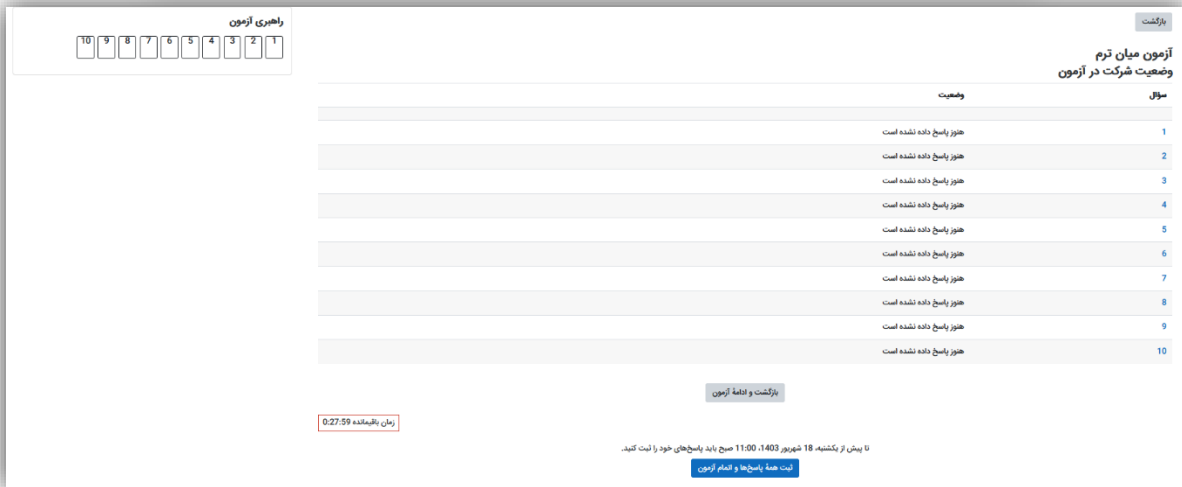 بازگشت
آزمون میان ترم
وضعیت شرکت در آزمون
سؤال وضعیت
1 هنوز پاسخ داده نشده است
2 هنوز پاسخ داده نشده است
3 هنوز پاسخ داده نشده است
4 هنوز پاسخ داده نشده است
5 هنوز پاسخ داده نشده است
6 هنوز پاسخ داده نشده است
7 هنوز پاسخ داده نشده است
8 هنوز پاسخ داده نشده است
9 هنوز پاسخ داده نشده است
10 هنوز پاسخ داده نشده است
بازگشت و ادامهٔ آزمون
زمان باقیمانده 0:27:59
تا پیش از یکشنبه، 18 شهریور 1403، 11:00 صبح باید پاسخ‌های خود را ثبت کنید.
ثبت همهٔ پاسخ‌ها و اتمام آزمون
راهبری آزمون
1 2 3 4 5 6 7 8 9 10